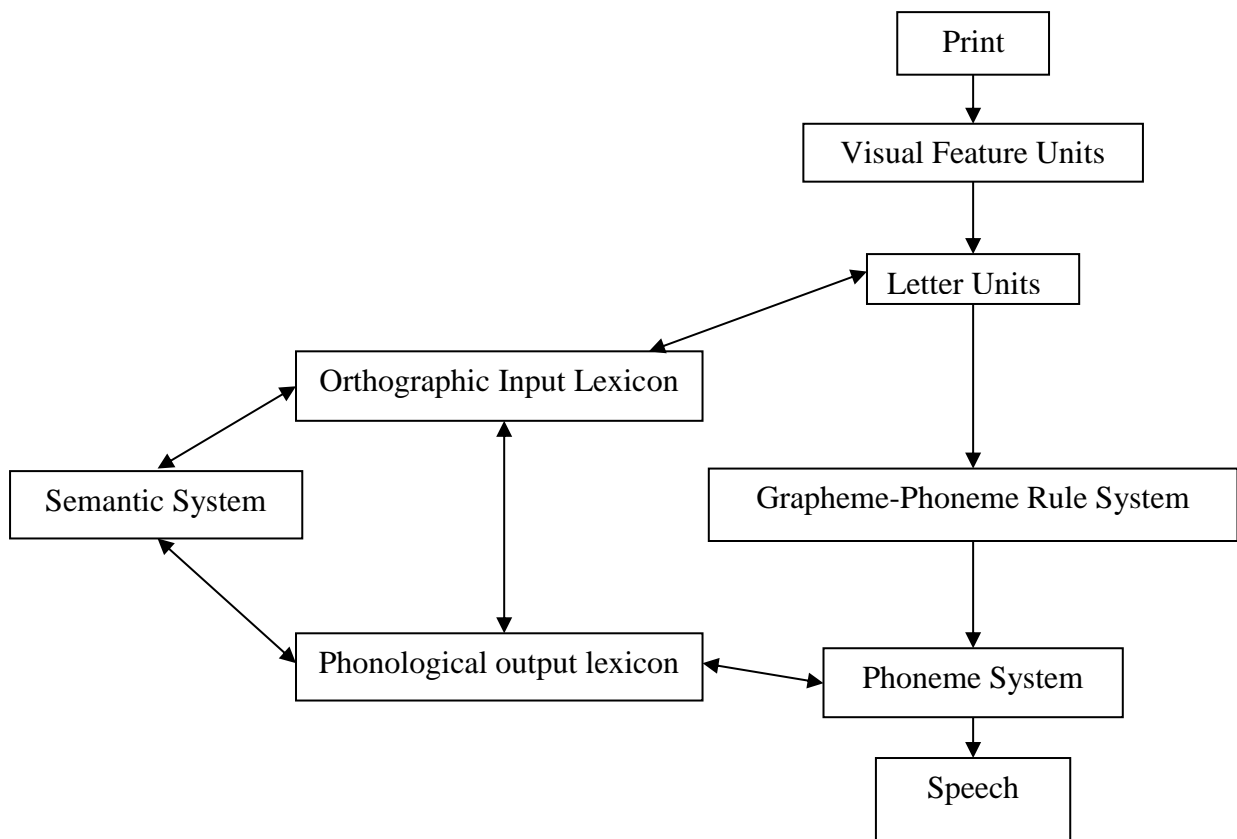 Print
Visual Feature Units
Letter Units
Orthographic Input Lexicon
Semantic System
Grapheme-Phoneme Rule System
Phonological output lexicon
Phoneme System
Speech